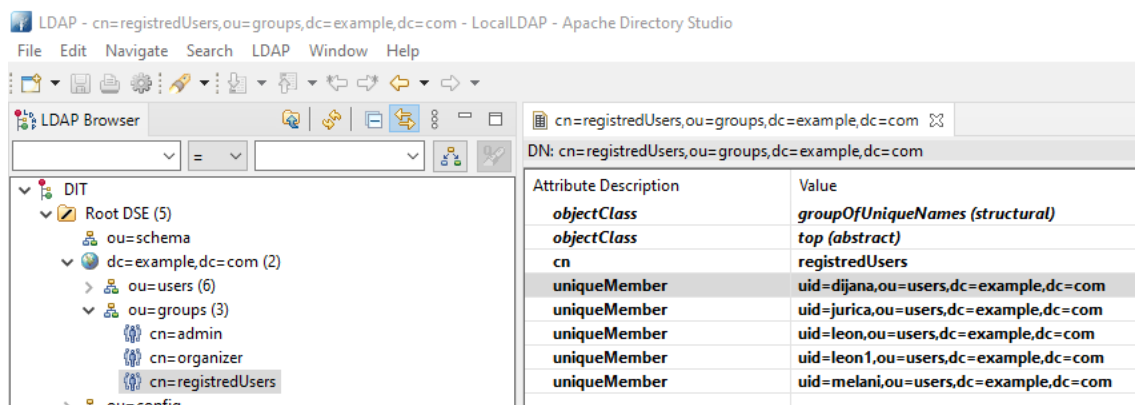 LDAP - cn=registredUsers,ou=groups,dc=example,dc=com - LocalLDAP - Apache Directory Studio
File Edit Navigate Search LDAP Window Help
LDAP Browser
=
DIT
Root DSE (5)
ou=schema
dc=example,dc=com (2)
ou=users (6)
ou=groups (3)
cn=admin
cn=organizer
cn=registredUsers
ou=config
cn=registredUsers,ou=groups,dc=example,dc=com
DN: cn=registredUsers,ou=groups,dc=example,dc=com
Attribute Description Value
objectClass groupOfUniqueNames (structural)
objectClass top (abstract)
cn registredUsers
uniqueMember uid=dijana,ou=users,dc=example,dc=com
uniqueMember uid=jurica,ou=users,dc=example,dc=com
uniqueMember uid=leon,ou=users,dc=example,dc=com
uniqueMember uid=leon1,ou=users,dc=example,dc=com
uniqueMember uid=melani,ou=users,dc=example,dc=com